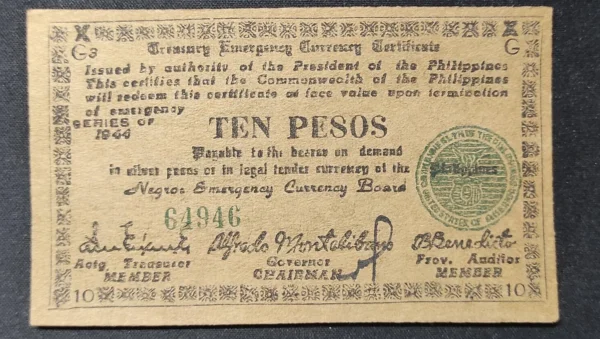 X X
G3 Treasury Emergency Currency Certificate G
Issued by authority of the President of the Philippines
This certifies that the Commonwealth of the Philippines
will redeem this certificate at face value upon termination
of emergency
SERIES OF
1944
TEN PESOS
Payable to the bearer on demand
in silver pesos or in legal tender currency of the Philippines
Negros Emergency Currency Board
64946
Alfredo Montelibano
B Benedicto
Actg Treasurer Governor Prov. Auditor
MEMBER CHAIRMAN MEMBER
10 10